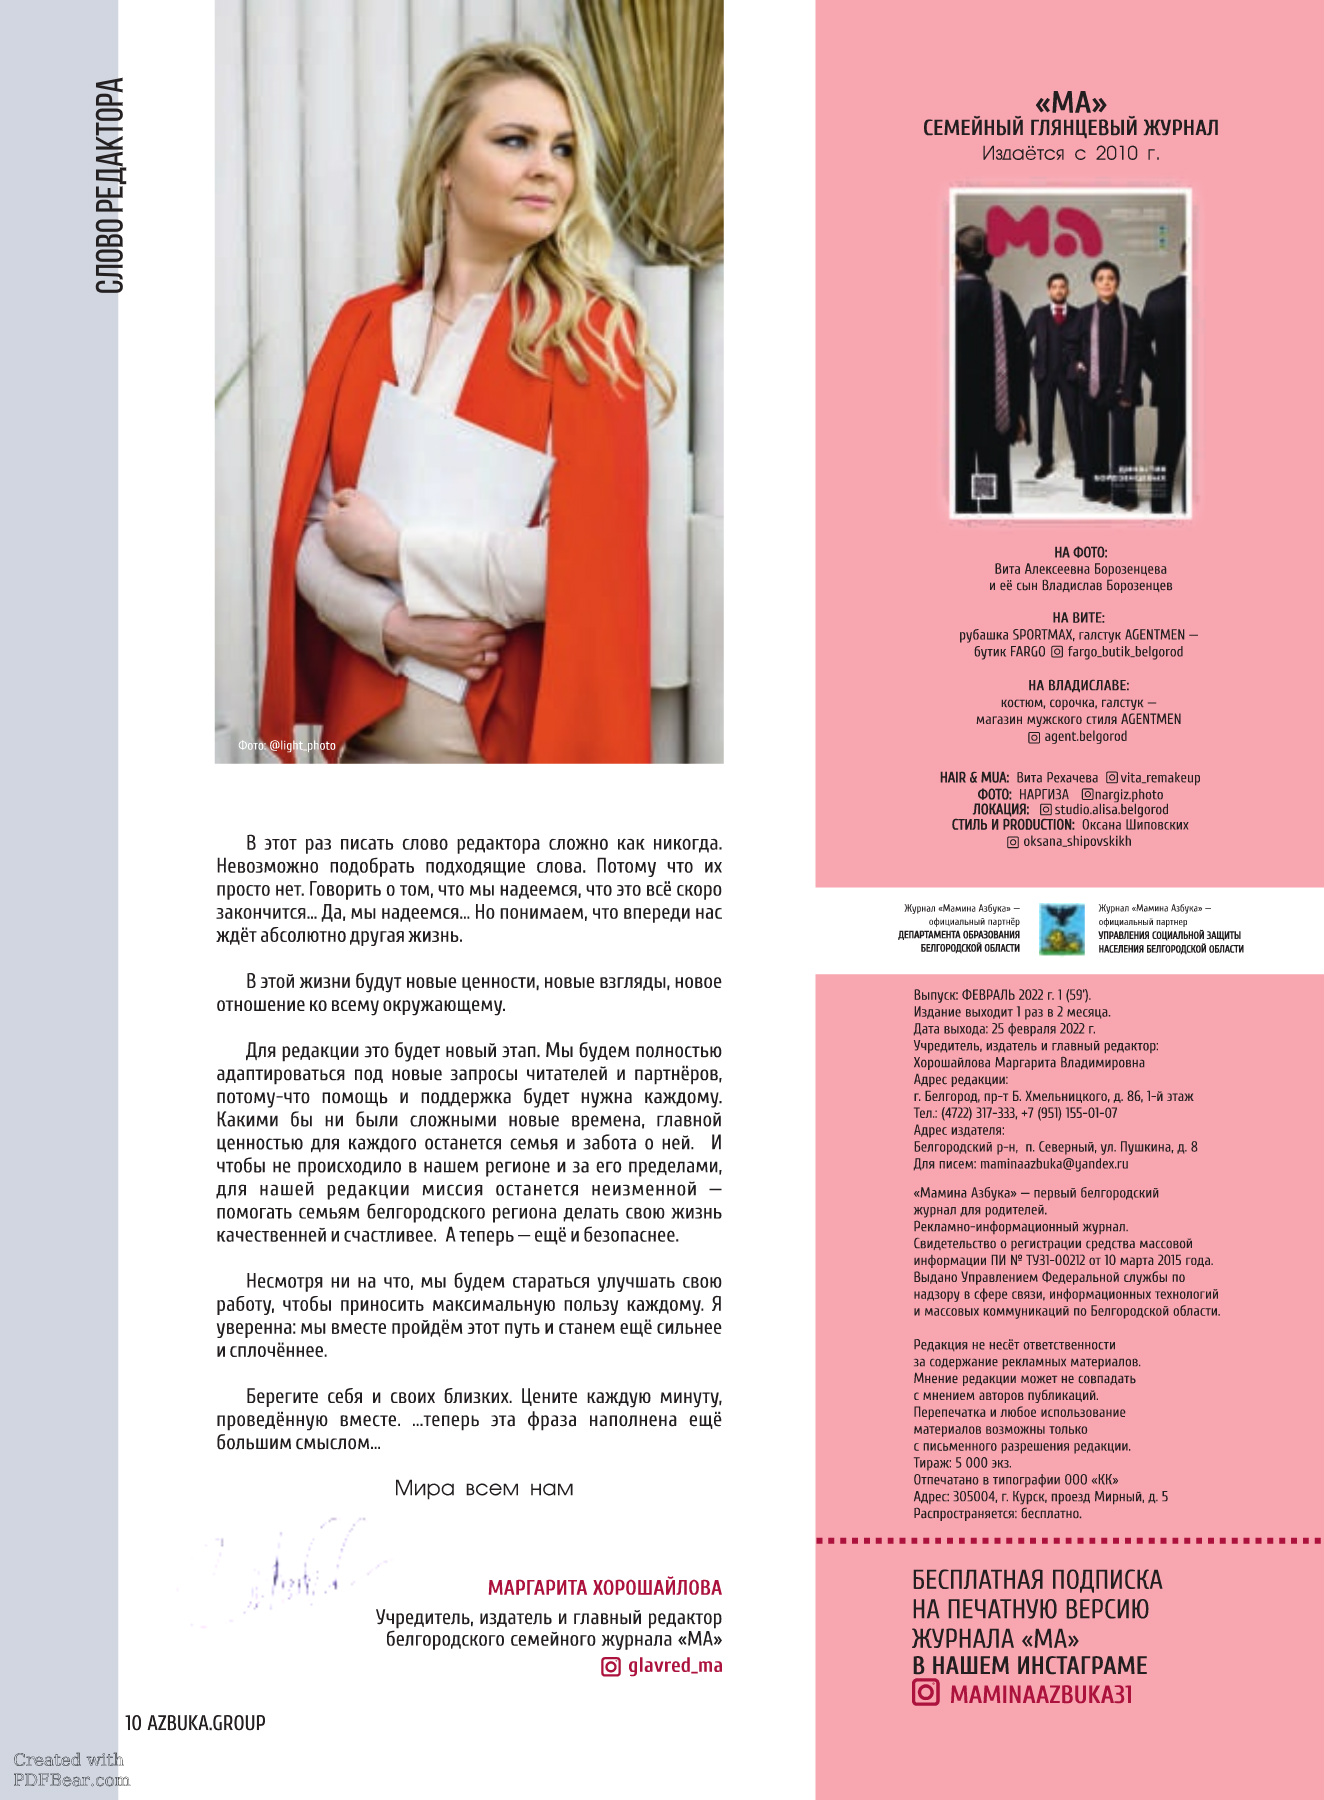 СЛОВО РЕДАКТОРА
Фото: @light_photo
В этот раз писать слово редактора сложно как никогда.
Невозможно подобрать подходящие слова. Потому что их
просто нет. Говорить о том, что мы надеемся, что это всё скоро
закончится... Да, мы надеемся... Но понимаем, что впереди нас
ждёт абсолютно другая жизнь.
В этой жизни будут новые ценности, новые взгляды, новое
отношение ко всему окружающему.
Для редакции это будет новый этап. Мы будем полностью
адаптироваться под новые запросы читателей и партнёров,
потому-что помощь и поддержка будет нужна каждому.
Какими бы ни были сложными новые времена, главной
ценностью для каждого останется семья и забота о ней. И
чтобы не происходило в нашем регионе и за его пределами,
для нашей редакции миссия останется неизменной —
помогать семьям белгородского региона делать свою жизнь
качественней и счастливее. А теперь — ещё и безопаснее.
Несмотря ни на что, мы будем стараться улучшать свою
работу, чтобы приносить максимальную пользу каждому. Я
уверенна: мы вместе пройдём этот путь и станем ещё сильнее
и сплочённее.
Берегите себя и своих близких. Цените каждую минуту,
проведённую вместе. ...теперь эта фраза наполнена ещё
большим смыслом...
Мира всем нам
МАРГАРИТА ХОРОШАЙЛОВА
Учредитель, издатель и главный редактор
белгородского семейного журнала «МА»
glavred_ma
10 AZBUKA.GROUP
Created with
PDFBear.com
«МА»
СЕМЕЙНЫЙ ГЛЯНЦЕВЫЙ ЖУРНАЛ
Издаётся с 2010 г.
ма
ДИНАСТИЯ
БОРОЗЕНЦЕВЫХ
НА ФОТО:
Вита Алексеевна Борозенцева
и её сын Владислав Борозенцев
НА ВИТЕ:
рубашка SPORTMAX, галстук AGENTMEN —
бутик FARGO fargo_butik_belgorod
НА ВЛАДИСЛАВЕ:
костюм, сорочка, галстук —
магазин мужского стиля AGENTMEN
agent.belgorod
HAIR & MUA: Вита Рехачева vita_remakeup
ФОТО: НАРГИЗА nargiz.photo
ЛОКАЦИЯ: studio.alisa.belgorod
СТИЛЬ И PRODUCTION: Оксана Шиповских
oksana_shipovskikh
Журнал «Мамина Азбука» —
официальный партнёр
ДЕПАРТАМЕНТА ОБРАЗОВАНИЯ
БЕЛГОРОДСКОЙ ОБЛАСТИ
Журнал «Мамина Азбука» —
официальный партнер
УПРАВЛЕНИЯ СОЦИАЛЬНОЙ ЗАЩИТЫ
НАСЕЛЕНИЯ БЕЛГОРОДСКОЙ ОБЛАСТИ
Выпуск: ФЕВРАЛЬ 2022 г. 1 (59').
Издание выходит 1 раз в 2 месяца.
Дата выхода: 25 февраля 2022 г.
Учредитель, издатель и главный редактор:
Хорошайлова Маргарита Владимировна
Адрес редакции:
г. Белгород, пр-т Б. Хмельницкого, д. 86, 1-й этаж
Тел.: (4722) 317-333, +7 (951) 155-01-07
Адрес издателя:
Белгородский р-н, п. Северный, ул. Пушкина, д. 8
Для писем: maminaazbuka@yandex.ru
«Мамина Азбука» — первый белгородский
журнал для родителей.
Рекламно-информационный журнал.
Свидетельство о регистрации средства массовой
информации ПИ № ТУ31-00212 от 10 марта 2015 года.
Выдано Управлением Федеральной службы по
надзору в сфере связи, информационных технологий
и массовых коммуникаций по Белгородской области.
Редакция не несёт ответственности
за содержание рекламных материалов.
Мнение редакции может не совпадать
с мнением авторов публикаций.
Перепечатка и любое использование
материалов возможны только
с письменного разрешения редакции.
Тираж: 5 000 экз.
Отпечатано в типографии ООО «КК»
Адрес: 305004, г. Курск, проезд Мирный, д. 5
Распространяется: бесплатно.
БЕСПЛАТНАЯ ПОДПИСКА
НА ПЕЧАТНУЮ ВЕРСИЮ
ЖУРНАЛА «МА»
В НАШЕМ ИНСТАГРАМЕ
MAMINAAZBUKA31